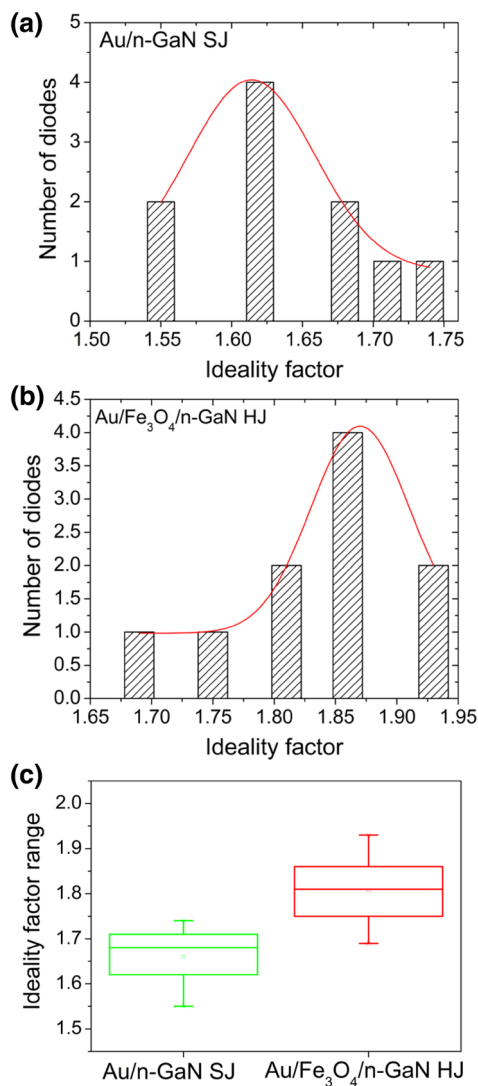 (a)
Au/n-GaN SJ
5
4
3
2
1
0
Number of diodes
1.50 1.55 1.60 1.65 1.70 1.75
Ideality factor
(b)
Au/Fe₃O₄/n-GaN HJ
4.5
4.0
3.5
3.0
2.5
2.0
1.5
1.0
0.5
0.0
Number of diodes
1.65 1.70 1.75 1.80 1.85 1.90 1.95
Ideality factor
(c)
2.0
1.9
1.8
1.7
1.6
1.5
Ideality factor range
Au/n-GaN SJ Au/Fe₃O₄/n-GaN HJ